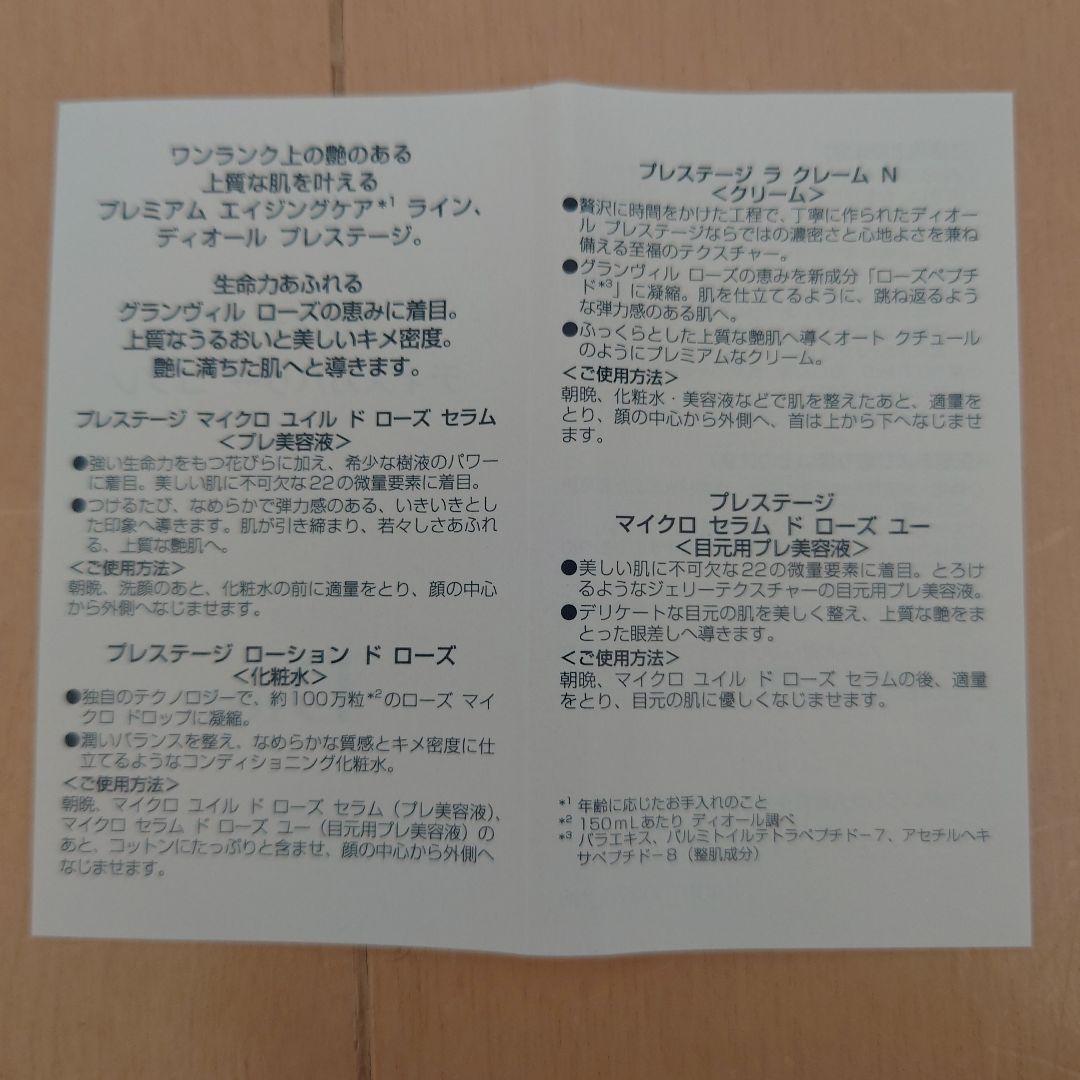 ワンランク上の艶のある
上質な肌を叶える
プレミアム エイジングケア*1 ライン、
ディオール プレステージ。
生命力あふれる
グランヴィル ローズの恵みに着目。
上質なうるおいと美しいキメ密度。
艶に満ちた肌へと導きます。
プレステージ マイクロ ユイル ド ローズ セラム
<プレ美容液>
●強い生命力をもつ花びらに加え、希少な樹液のパワー
に着目。美しい肌に不可欠な22の微量要素に着目。
●つけるたび、なめらかで弾力感のある、いきいきとし
た印象へ導きます。肌が引き締まり、若々しさあふれ
る、上質な艶肌へ。
<ご使用方法>
朝晩、洗顔のあと、化粧水の前に適量をとり、顔の中心
から外側へなじませます。
プレステージ ローション ド ローズ
<化粧水>
●独自のテクノロジーで、約100万粒*2のローズ マイ
クロ ドロップに凝縮。
●潤いバランスを整え、なめらかな質感とキメ密度に仕
立てるようなコンディショニング化粧水。
<ご使用方法>
朝晩、マイクロ ユイル ド ローズ セラム（プレ美容液）、
マイクロ セラム ド ローズ ユー（目元用プレ美容液）の
あと、コットンにたっぷりと含ませ、顔の中心から外側へ
なじませます。
プレステージ ラ クレーム N
<クリーム>
●贅沢に時間をかけた工程で、丁寧に作られたディオー
ル プレステージならではの濃密さと心地よさを兼ね
備える至福のテクスチャー。
●グランヴィル ローズの恵みを新成分「ローズペプチ
ド*3」に凝縮。肌を仕立てるように、跳ね返るよう
な弾力感のある肌へ。
●ふっくらとした上質な艶肌へ導くオート クチュール
のようにプレミアムなクリーム。
<ご使用方法>
朝晩、化粧水・美容液などで肌を整えたあと、適量を
とり、顔の中心から外側へ、首は上から下へなじませ
ます。
プレステージ
マイクロ セラム ド ローズ ユー
<目元用プレ美容液>
●美しい肌に不可欠な22の微量要素に着目。とろけ
るようなジェリーテクスチャーの目元用プレ美容液。
●デリケートな目元の肌を美しく整え、上質な艶をま
とった眼差しへ導きます。
<ご使用方法>
朝晩、マイクロ ユイル ド ローズ セラムの後、適量
をとり、目元の肌に優しくなじませます。
*1 年齢に応じたお手入れのこと
*2 150mLあたり ディオール調べ
*3 バラエキス、パルミトイルテトラペプチド-7、アセチルヘキ
サペプチド-8（整肌成分）